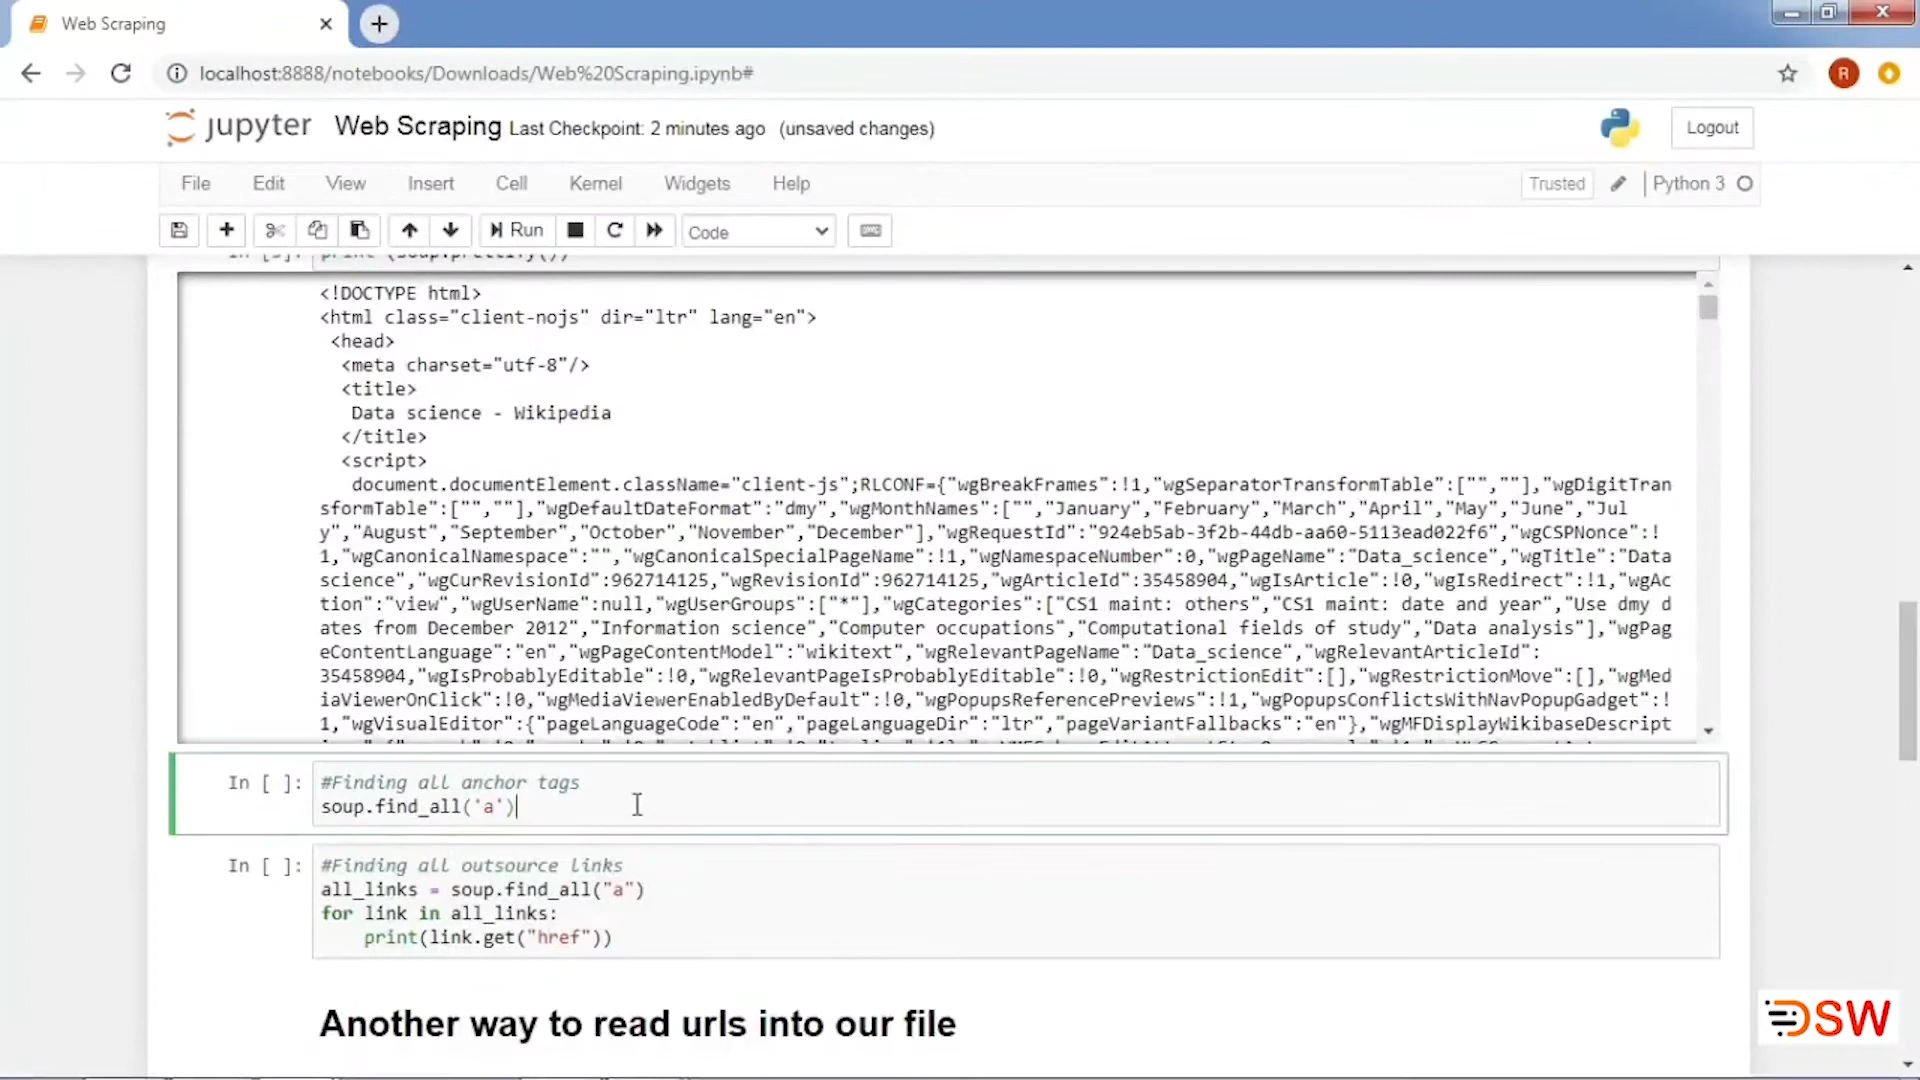 Web Scraping
localhost:8888/notebooks/Downloads/Web%20Scraping.ipynb#
R
jupyter Web Scraping Last Checkpoint: 2 minutes ago (unsaved changes)
Logout
File Edit View Insert Cell Kernel Widgets Help
Trusted Python 3
Run Code
print (soup.prettify())
<!DOCTYPE html>
<html class="client-nojs" dir="ltr" lang="en">
<head>
<meta charset="utf-8"/>
<title>
Data science - Wikipedia
</title>
<script>
document.documentElement.className="client-js";RLCONF={"wgBreakFrames":!1,"wgSeparatorTransformTable":["",""],"wgDigitTran
sformTable":["",""],"wgDefaultDateFormat":"dmy","wgMonthNames":["","January","February","March","April","May","June","Jul
y","August","September","October","November","December"],"wgRequestId":"924eb5ab-3f2b-44db-aa60-5113ead022f6","wgCSPNonce":!
1,"wgCanonicalNamespace":"","wgCanonicalSpecialPageName":!1,"wgNamespaceNumber":0,"wgPageName":"Data_science","wgTitle":"Data
science","wgCurRevisionId":962714125,"wgRevisionId":962714125,"wgArticleId":35458904,"wgIsArticle":!0,"wgIsRedirect":!1,"wgAc
tion":"view","wgUserName":null,"wgUserGroups":["*"],"wgCategories":["CS1 maint: others","CS1 maint: date and year","Use dmy d
ates from December 2012","Information science","Computer occupations","Computational fields of study","Data analysis"],"wgPag
eContentLanguage":"en","wgPageContentModel":"wikitext","wgRelevantPageName":"Data_science","wgRelevantArticleId":
35458904,"wgIsProbablyEditable":!0,"wgRelevantPageIsProbablyEditable":!0,"wgRestrictionEdit":[],"wgRestrictionMove":[],"wgMed
iaViewerOnClick":!0,"wgMediaViewerEnabledByDefault":!0,"wgPopupsReferencePreviews":!1,"wgPopupsConflictsWithNavPopupGadget":!
1,"wgVisualEditor":{"pageLanguageCode":"en","pageLanguageDir":"ltr","pageVariantFallbacks":"en"},"wgMFDisplayWikibaseDescript
In [ ]: #Finding all anchor tags
soup.find_all('a')
In [ ]: #Finding all outsource links
all_links = soup.find_all("a")
for link in all_links:
print(link.get("href"))
Another way to read urls into our file
DSW